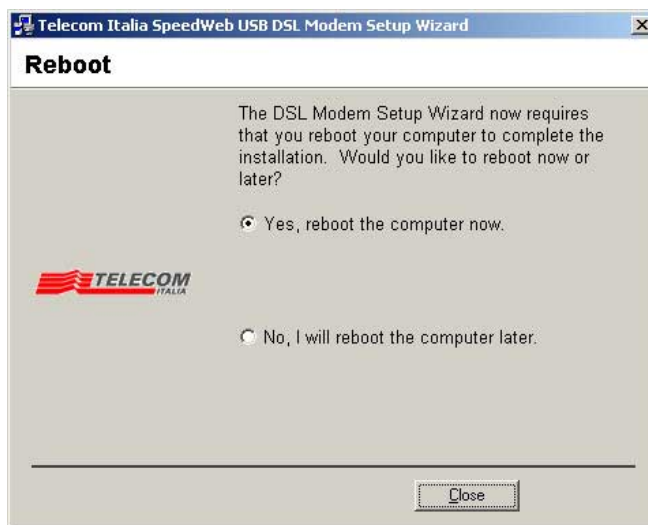 Telecom Italia SpeedWeb USB DSL Modem Setup Wizard
Reboot
The DSL Modem Setup Wizard now requires
that you reboot your computer to complete the
installation. Would you like to reboot now or
later?
Yes, reboot the computer now.
TELECOM
ITALIA
No, I will reboot the computer later.
Close